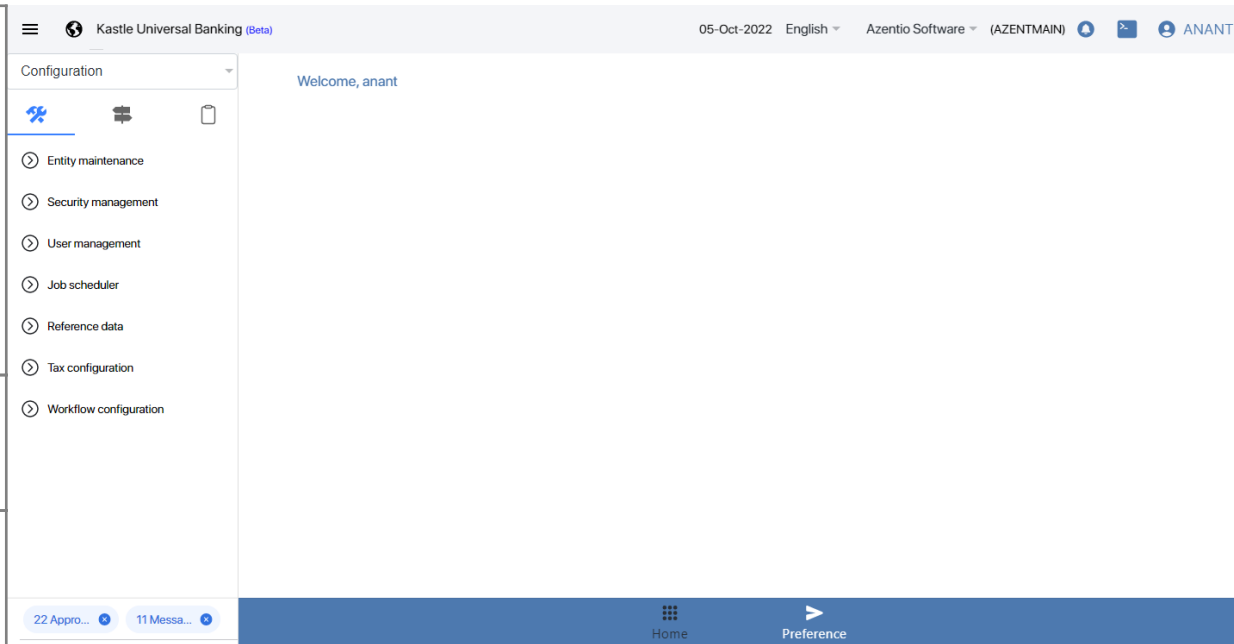 Kastle Universal Banking (Beta)
05-Oct-2022 English Azentio Software (AZENTMAIN) ANANT
Configuration
Welcome, anant
Entity maintenance
Security management
User management
Job scheduler
Reference data
Tax configuration
Workflow configuration
22 Appro... 11 Messa...
Home
Preference